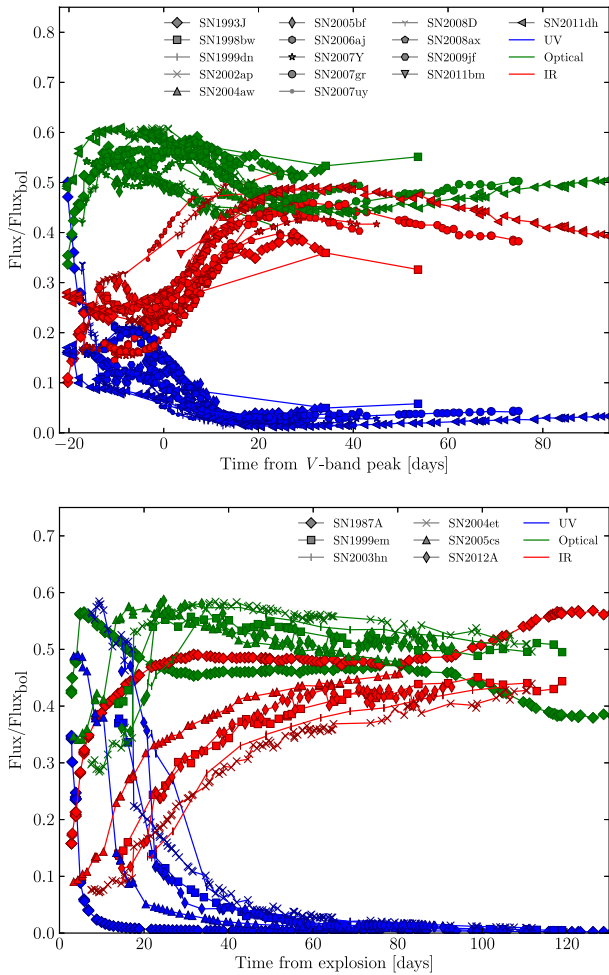 0.8
0.7
0.6
0.5
0.4
0.3
0.2
0.1
0.0
Flux/Flux_bol
SN1993J SN2005bf SN2008D SN2011dh
SN1998bw SN2006aj SN2008ax UV
SN1999dn SN2007Y SN2009jf Optical
SN2002ap SN2007gr SN2011bm IR
SN2004aw SN2007uy
−20 0 20 40 60 80
Time from V-band peak [days]
0.7
0.6
0.5
0.4
0.3
0.2
0.1
0.0
Flux/Flux_bol
SN1987A SN2004et UV
SN1999em SN2005cs Optical
SN2003hn SN2012A IR
0 20 40 60 80 100 120
Time from explosion [days]